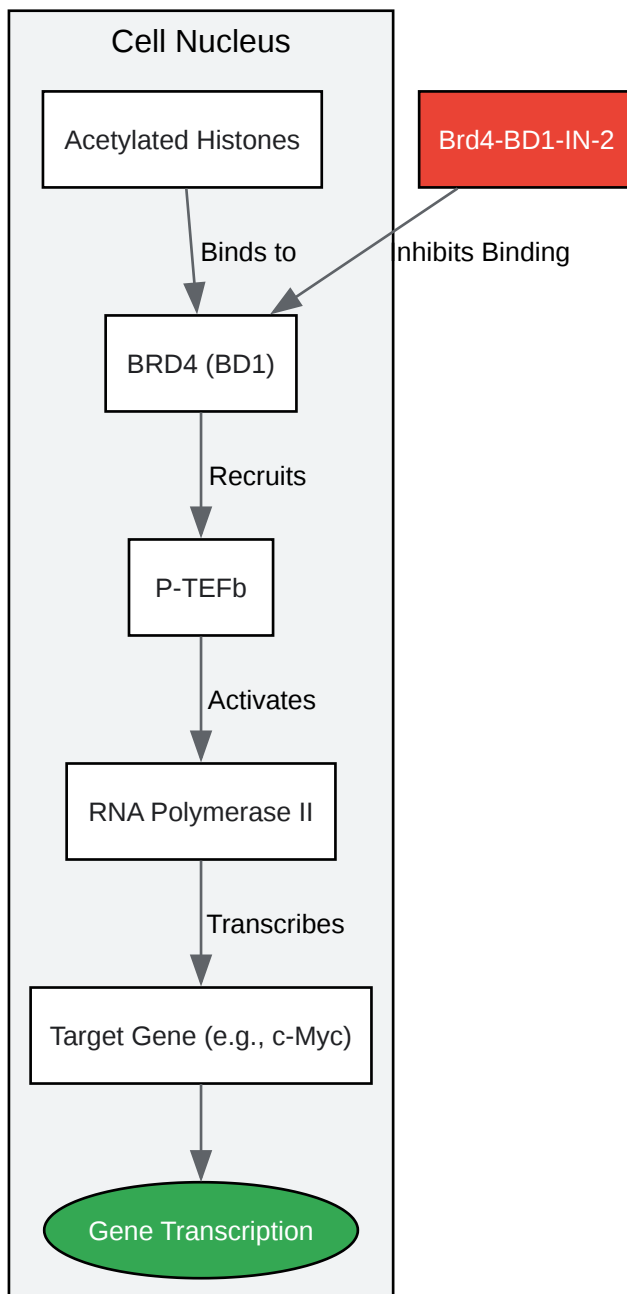 Cell Nucleus
Acetylated Histones
Brd4-BD1-IN-2
Binds to
Inhibits Binding
BRD4 (BD1)
Recruits
P-TEFb
Activates
RNA Polymerase II
Transcribes
Target Gene (e.g., c-Myc)
Gene Transcription